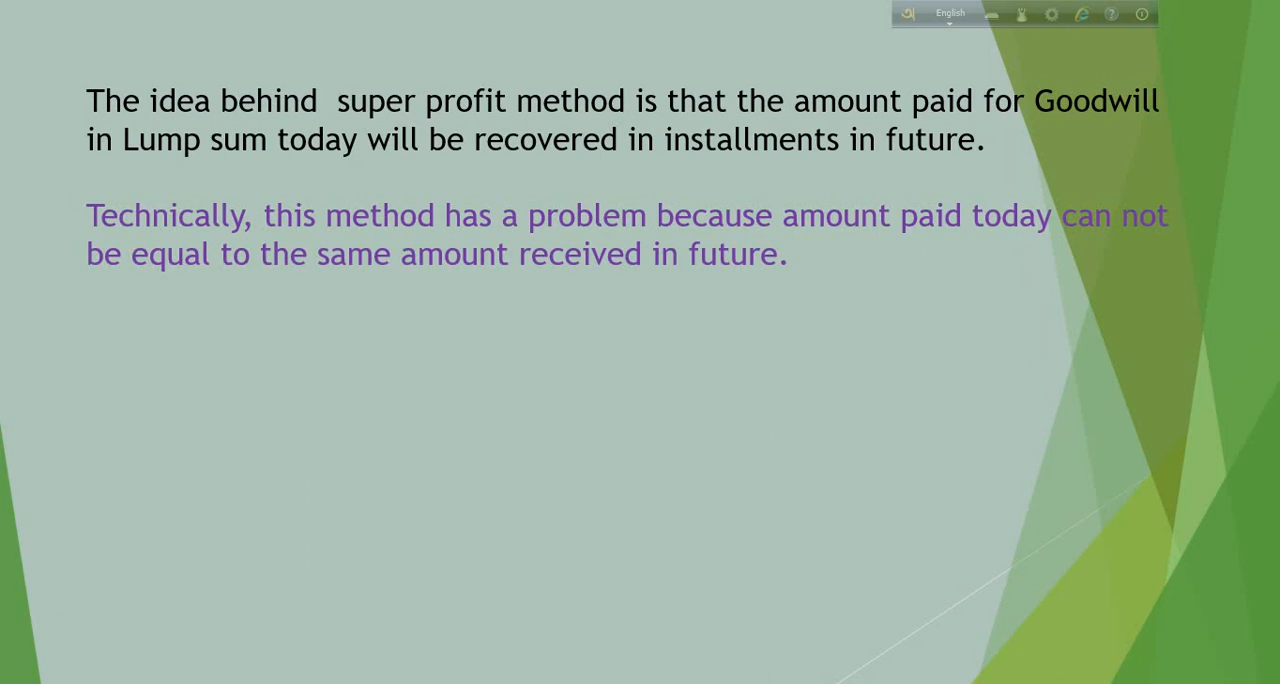 English
The idea behind super profit method is that the amount paid for Goodwill
in Lump sum today will be recovered in installments in future.
Technically, this method has a problem because amount paid today can not
be equal to the same amount received in future.